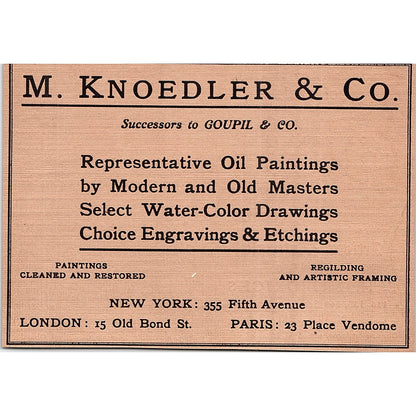 M. KNOEDLER & CO.
Successors to GOUPIL & CO.
Representative Oil Paintings
by Modern and Old Masters
Select Water-Color Drawings
Choice Engravings & Etchings
PAINTINGS
CLEANED AND RESTORED
REGILDING
AND ARTISTIC FRAMING
NEW YORK: 355 Fifth Avenue
LONDON: 15 Old Bond St. PARIS: 23 Place Vendome